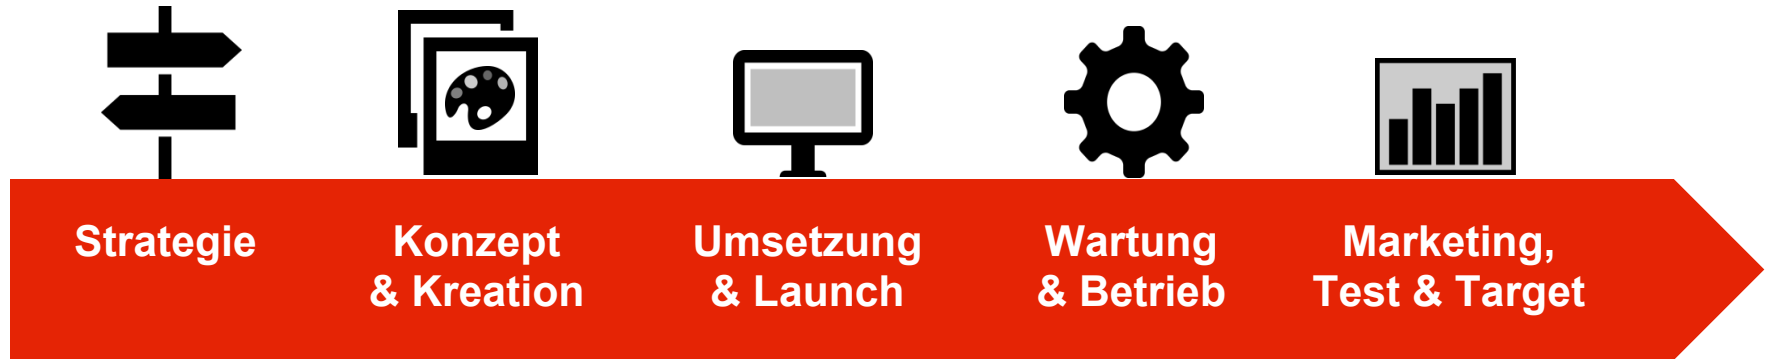 Strategie
Konzept
& Kreation
Umsetzung
& Launch
Wartung
& Betrieb
Marketing,
Test & Target